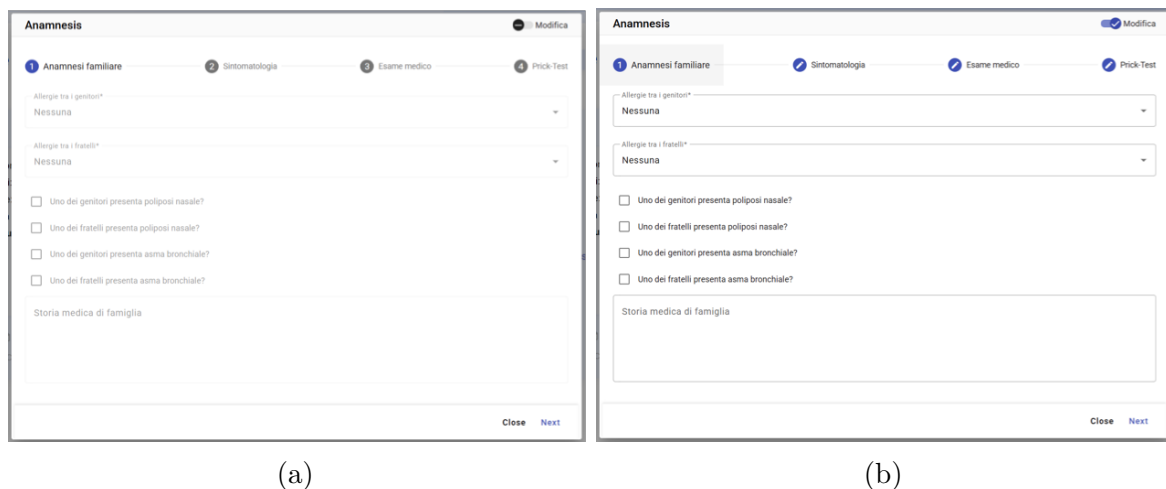 Anamnesis
Modifica
1 Anamnesi familiare
2 Sintomatologia
3 Esame medico
4 Prick-Test
Allergie tra i genitori*
Nessuna
Allergie tra i fratelli*
Nessuna
Uno dei genitori presenta poliposi nasale?
Uno dei fratelli presenta poliposi nasale?
Uno dei genitori presenta asma bronchiale?
Uno dei fratelli presenta asma bronchiale?
Storia medica di famiglia
Close Next
(a)
Anamnesis
Modifica
1 Anamnesi familiare
Sintomatologia
Esame medico
Prick-Test
Allergie tra i genitori*
Nessuna
Allergie tra i fratelli*
Nessuna
Uno dei genitori presenta poliposi nasale?
Uno dei fratelli presenta poliposi nasale?
Uno dei genitori presenta asma bronchiale?
Uno dei fratelli presenta asma bronchiale?
Storia medica di famiglia
Close Next
(b)